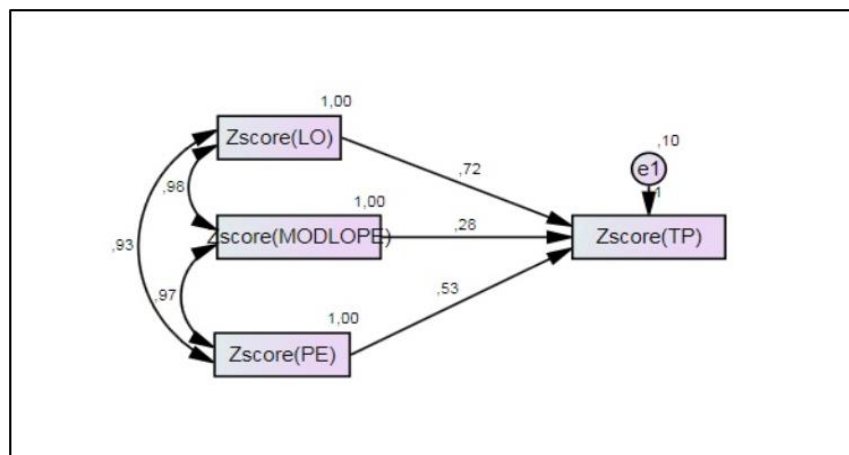 1,00
Zscore(LO)
,10
e1
,72
1
,98
1,00
Zscore(MODLOPE)
,28
Zscore(TP)
,93
,97
,53
1,00
Zscore(PE)